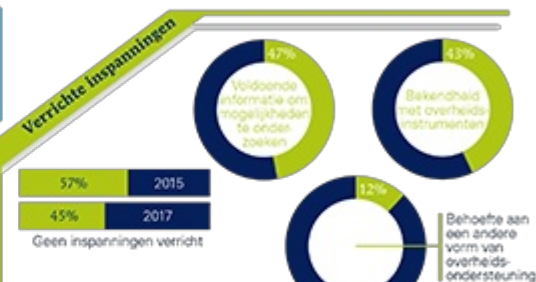 Verrichte inspanningen
47%
Voldoende
informatie om
mogelijkheden
te onder
zoeken
43%
Bekendheid
met overheids-
instrumenten
57% 2015
45% 2017
Geen inspanningen verricht
12%
Behoefte aan
een andere
vorm van
overheids-
ondersteuning